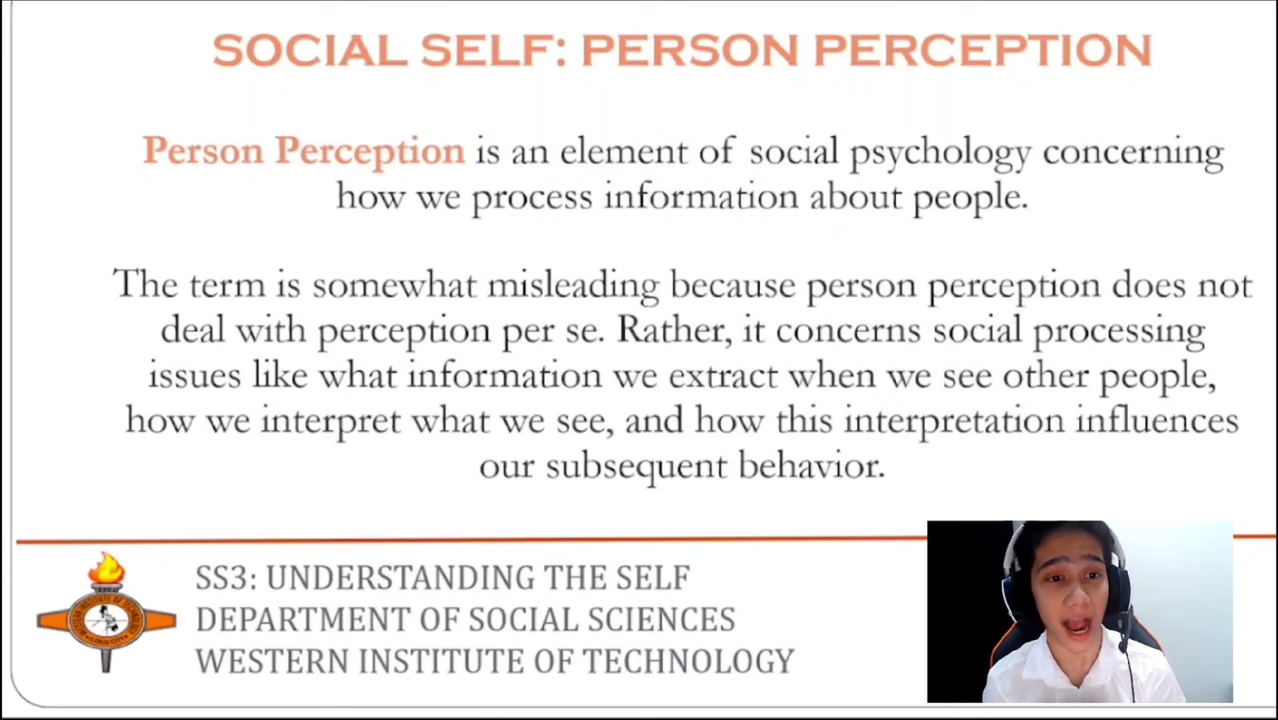 SOCIAL SELF: PERSON PERCEPTION
Person Perception is an element of social psychology concerning
how we process information about people.
The term is somewhat misleading because person perception does not
deal with perception per se. Rather, it concerns social processing
issues like what information we extract when we see other people,
how we interpret what we see, and how this interpretation influences
our subsequent behavior.
SS3: UNDERSTANDING THE SELF
DEPARTMENT OF SOCIAL SCIENCES
WESTERN INSTITUTE OF TECHNOLOGY